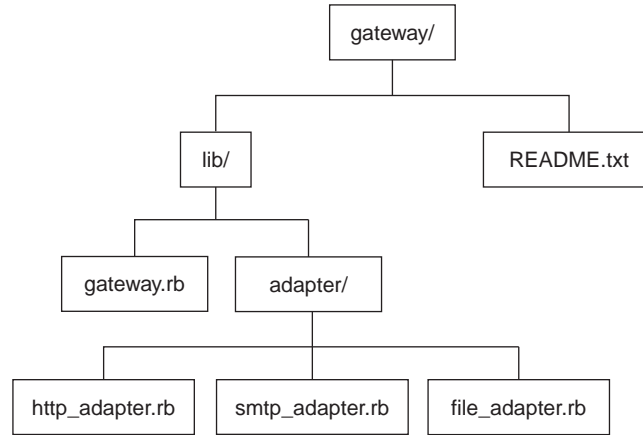 gateway/
lib/
README.txt
gateway.rb
adapter/
http_adapter.rb
smtp_adapter.rb
file_adapter.rb